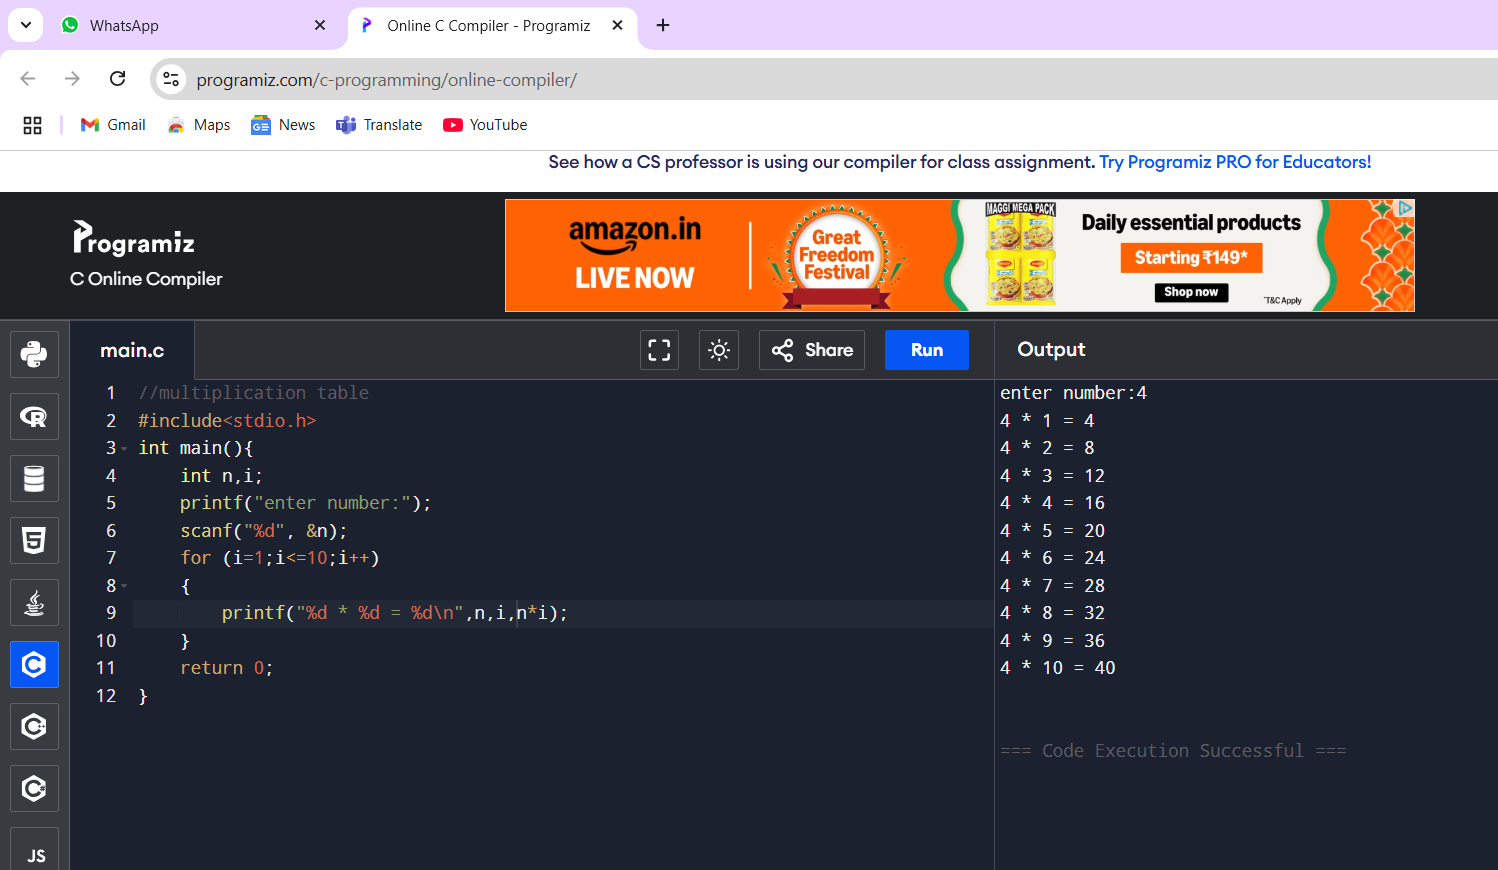 WhatsApp
Online C Compiler - Programiz
programiz.com/c-programming/online-compiler/
Gmail
Maps
News
Translate
YouTube
See how a CS professor is using our compiler for class assignment. Try Programiz PRO for Educators!
Programiz
C Online Compiler
amazon.in
LIVE NOW
Great
Freedom
Festival
MAGGI MEGA PACK
Daily essential products
Starting ₹149*
Shop now
*T&C Apply
main.c
Share
Run
Output
1 //multiplication table
2 #include<stdio.h>
3 int main(){
4     int n,i;
5     printf("enter number:");
6     scanf("%d", &n);
7     for (i=1;i<=10;i++)
8     {
9         printf("%d * %d = %d\n",n,i,n*i);
10     }
11     return 0;
12 }
enter number:4
4 * 1 = 4
4 * 2 = 8
4 * 3 = 12
4 * 4 = 16
4 * 5 = 20
4 * 6 = 24
4 * 7 = 28
4 * 8 = 32
4 * 9 = 36
4 * 10 = 40
=== Code Execution Successful ===
JS